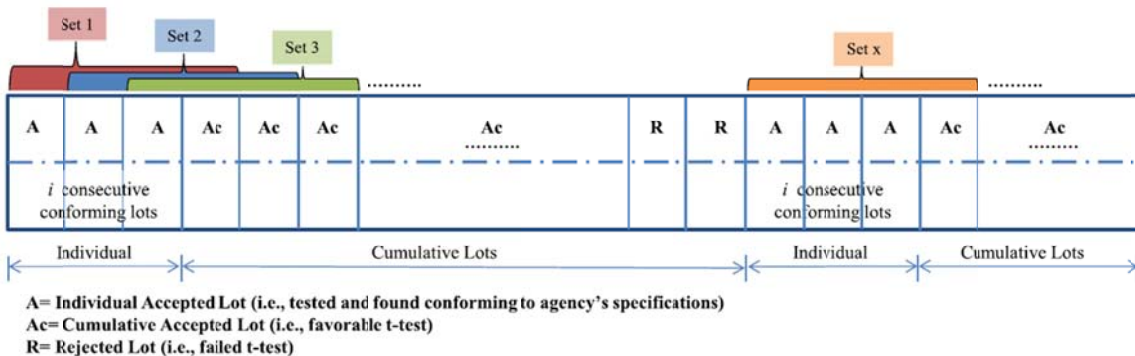 Set 1
Set 2
Set 3
Set x
..........
..........
A A A Ac Ac Ac Ac R R A A A Ac Ac
.......... .........
i consecutive
conforming lots
i consecutive
conforming lots
Individual Cumulative Lots Individual Cumulative Lots
A= Individual Accepted Lot (i.e., tested and found conforming to agency's specifications)
Ac= Cumulative Accepted Lot (i.e., favorable t-test)
R= Rejected Lot (i.e., failed t-test)